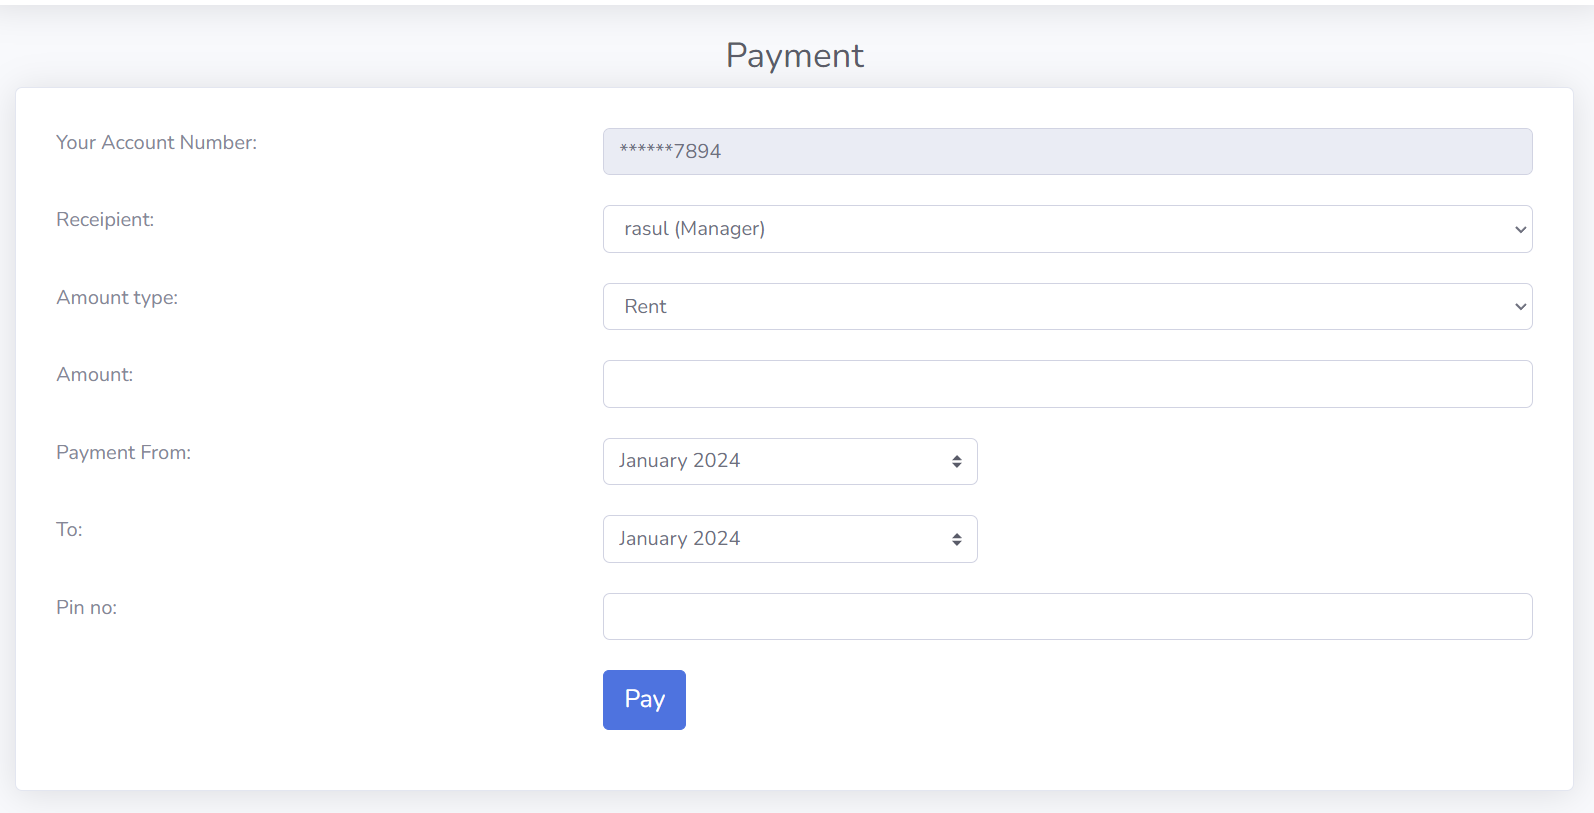 Payment
Your Account Number:
******7894
Receipient:
rasul (Manager)
Amount type:
Rent
Amount:
Payment From:
January 2024
To:
January 2024
Pin no:
Pay